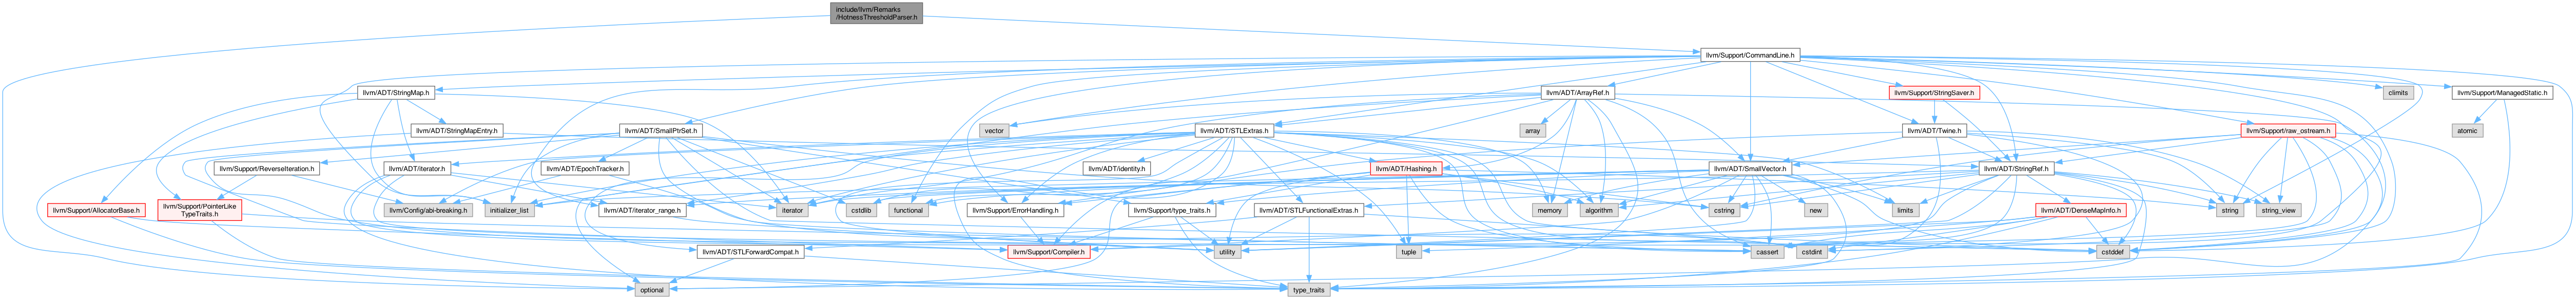 include/llvm/Remarks
/HotnessThresholdParser.h
llvm/Support/CommandLine.h
llvm/ADT/StringMap.h
llvm/ADT/ArrayRef.h
llvm/Support/StringSaver.h
climits
llvm/Support/ManagedStatic.h
llvm/ADT/StringMapEntry.h
llvm/ADT/SmallPtrSet.h
vector
llvm/ADT/STLExtras.h
array
llvm/ADT/Twine.h
llvm/Support/raw_ostream.h
atomic
llvm/Support/ReverseIteration.h
llvm/ADT/iterator.h
llvm/ADT/EpochTracker.h
llvm/ADT/identity.h
llvm/ADT/Hashing.h
llvm/ADT/SmallVector.h
llvm/ADT/StringRef.h
llvm/Support/AllocatorBase.h
llvm/Support/PointerLike
TypeTraits.h
llvm/Config/abi-breaking.h
initializer_list
llvm/ADT/iterator_range.h
iterator
cstdlib
functional
llvm/Support/ErrorHandling.h
llvm/Support/type_traits.h
llvm/ADT/STLFunctionalExtras.h
memory
algorithm
cstring
new
limits
llvm/ADT/DenseMapInfo.h
string
string_view
llvm/ADT/STLForwardCompat.h
llvm/Support/Compiler.h
utility
tuple
cassert
cstdint
cstddef
optional
type_traits